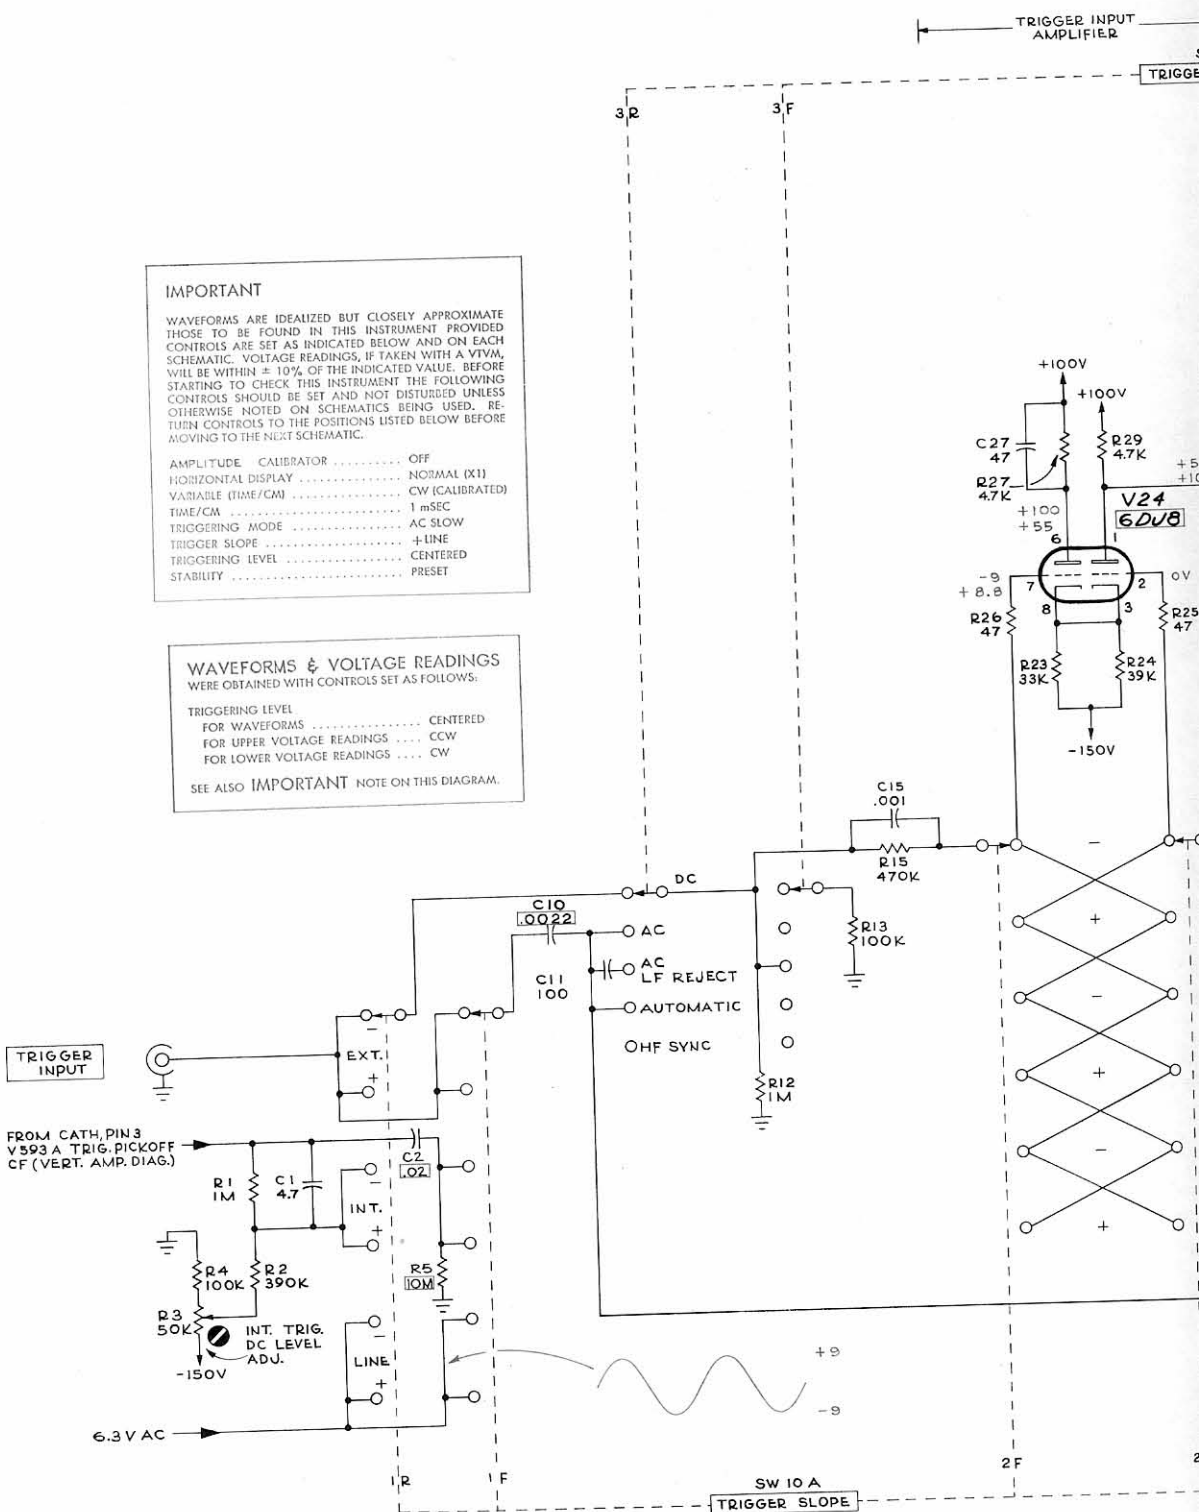 TRIGGER INPUT
AMPLIFIER
3R
3F
IMPORTANT
WAVEFORMS ARE IDEALIZED BUT CLOSELY APPROXIMATE
THOSE TO BE FOUND IN THIS INSTRUMENT PROVIDED
CONTROLS ARE SET AS INDICATED BELOW AND ON EACH
SCHEMATIC. VOLTAGE READINGS, IF TAKEN WITH A VTVM,
WILL BE WITHIN ± 10% OF THE INDICATED VALUE. BEFORE
STARTING TO CHECK THIS INSTRUMENT THE FOLLOWING
CONTROLS SHOULD BE SET AND NOT DISTURBED UNLESS
OTHERWISE NOTED ON SCHEMATICS BEING USED. RE-
TURN CONTROLS TO THE POSITIONS LISTED BELOW BEFORE
MOVING TO THE NEXT SCHEMATIC.
AMPLITUDE CALIBRATOR .......... OFF
HORIZONTAL DISPLAY ............... NORMAL (X1)
VARIABLE (TIME/CM) ............... CW (CALIBRATED)
TIME/CM ........................ 1 mSEC
TRIGGERING MODE ............... AC SLOW
TRIGGER SLOPE .................. +LINE
TRIGGERING LEVEL ............... CENTERED
STABILITY ........................ PRESET
WAVEFORMS & VOLTAGE READINGS
WERE OBTAINED WITH CONTROLS SET AS FOLLOWS:
TRIGGERING LEVEL
FOR WAVEFORMS ................ CENTERED
FOR UPPER VOLTAGE READINGS .... CCW
FOR LOWER VOLTAGE READINGS .... CW
SEE ALSO IMPORTANT NOTE ON THIS DIAGRAM.
+100V
+100V
C27
47
R29
4.7K
R27
4.7K
V24
6DJ8
+100
+55
6
1
-9
+8.8
7
2
0V
8
3
R26
47
R25
47
R23
33K
R24
39K
-150V
C15
.001
R15
470K
DC
C10
.0022
AC
R13
100K
C11
100
AC
LF REJECT
AUTOMATIC
HF SYNC
R12
1M
TRIGGER
INPUT
-
EXT.
+
FROM CATH, PIN 3
V593A TRIG. PICKOFF
CF (VERT. AMP. DIAG.)
C2
.02
R1
1M
C1
4.7
-
INT.
+
R4
100K
R2
390K
R5
10M
R3
50K
INT. TRIG.
DC LEVEL
ADJ.
-150V
-
LINE
+
6.3V AC
+9
-9
-
+
-
+
-
+
1R
1F
2F
SW 10 A
TRIGGER SLOPE